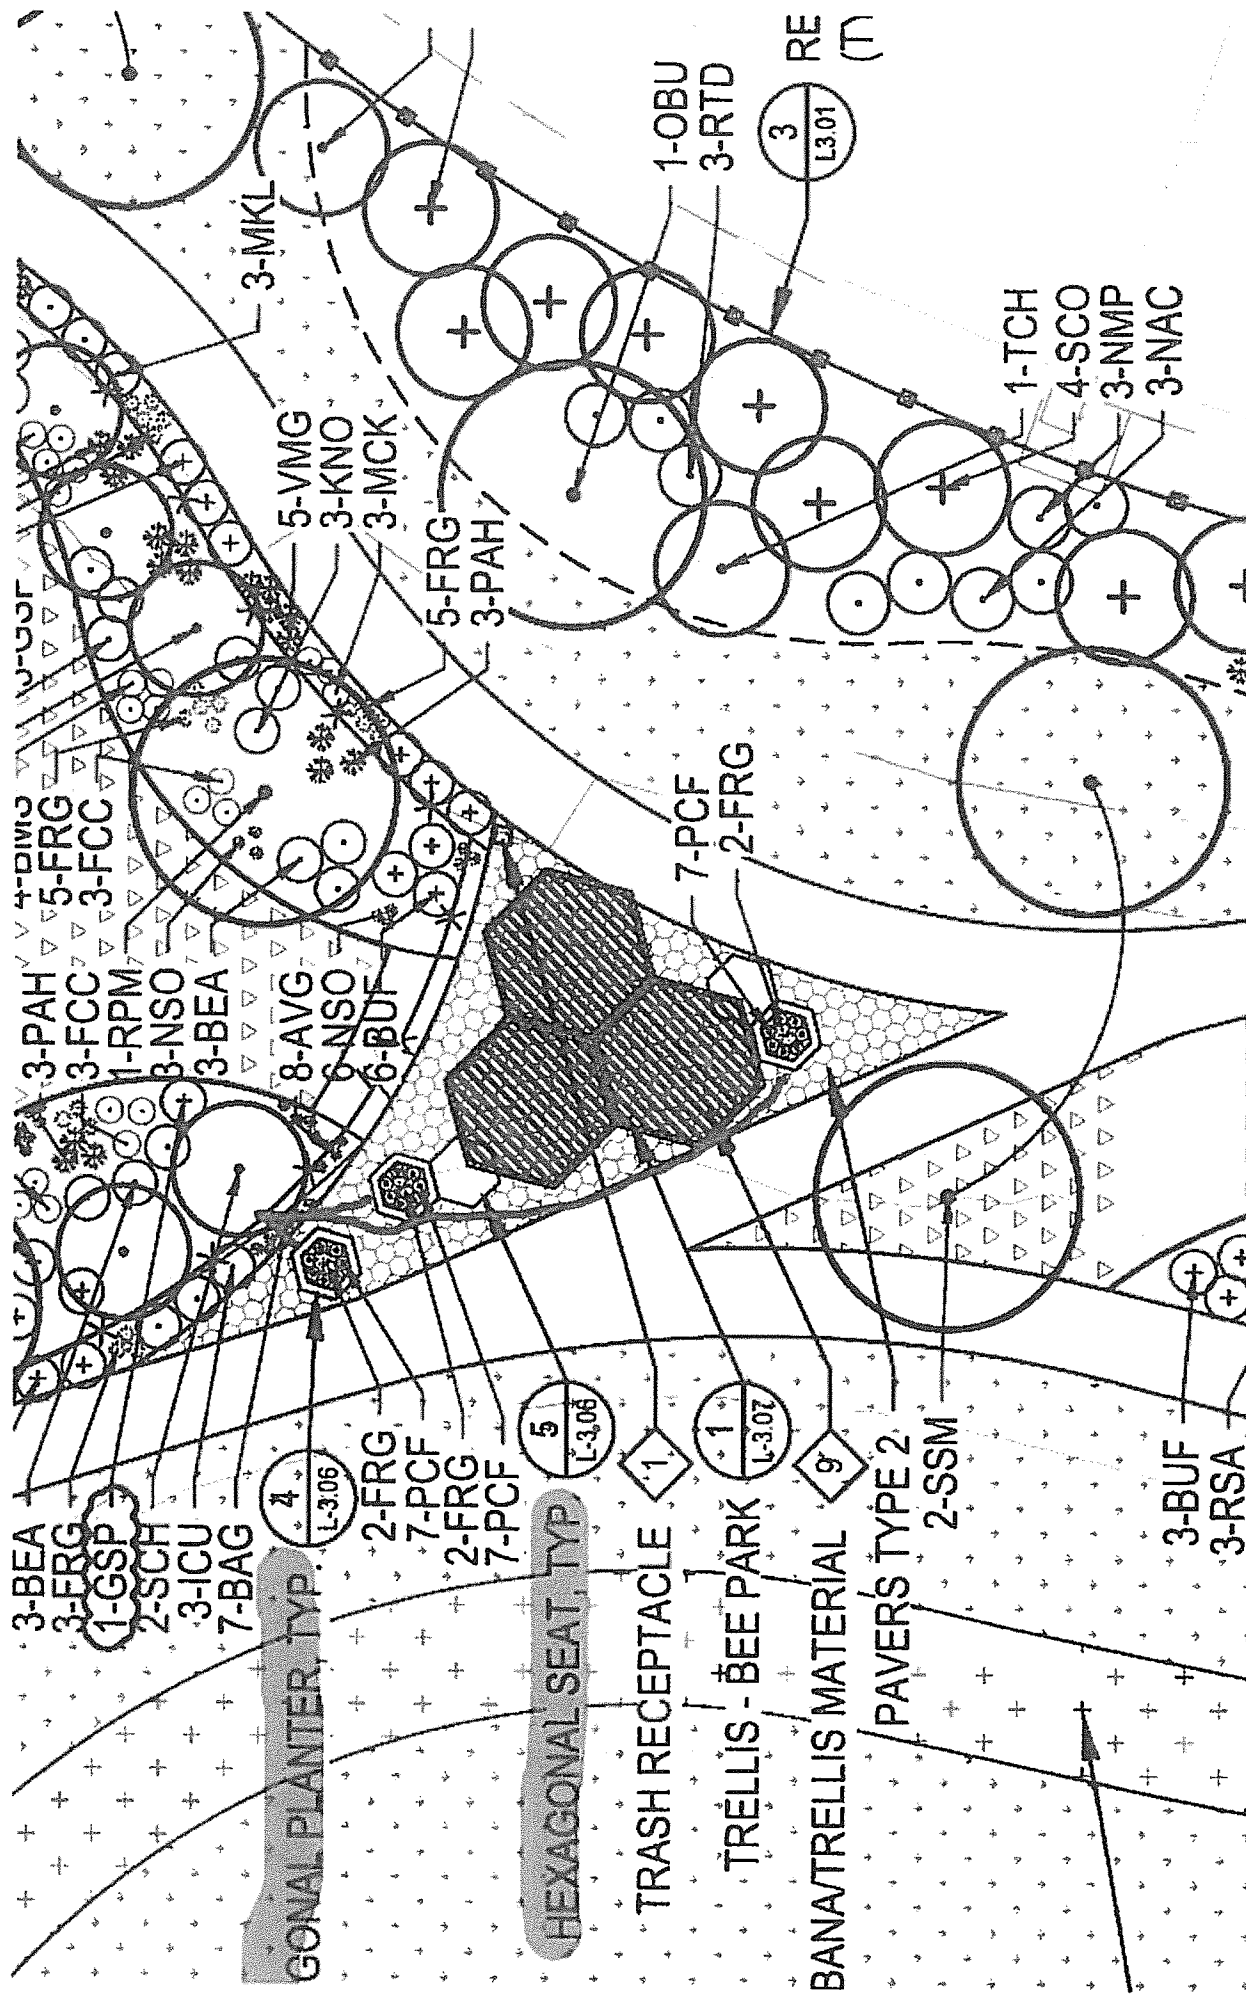 3-BEA
3-FRG
1-GSP
2-SCH
3-ICU
7-BAG
4
L-3.06
GONAL PLANTER, TYP.
2-FRG
7-PCF
2-FRG
7-PCF
5
L-3.06
HEXAGONAL SEAT, TYP
1
TRASH RECEPTACLE
1
L-3.07
TRELLIS - BEE PARK
9
BANA/TRELLIS MATERIAL
PAVERS TYPE 2
2-SSM
3-BUF
3-RSA
3-PAH
3-FCC
1-RPM
3-NSO
3-BEA
8-AVG
6-NSO
6-BUF
5-FRG
3-FCC
3-MKL
5-VMG
3-KNO
3-MCK
5-FRG
3-PAH
7-PCF
2-FRG
1-OBU
3-RTD
3
L3.01
RE
(T
1-TCH
4-SCO
3-NMP
3-NAC